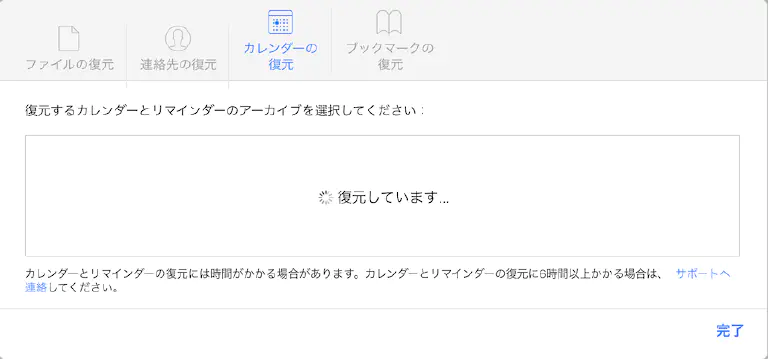 ファイルの復元
連絡先の復元
カレンダーの
復元
ブックマークの
復元
復元するカレンダーとリマインダーのアーカイブを選択してください：
復元しています...
カレンダーとリマインダーの復元には時間がかかる場合があります。カレンダーとリマインダーの復元に6時間以上かかる場合は、 サポートへ
連絡してください。
完了